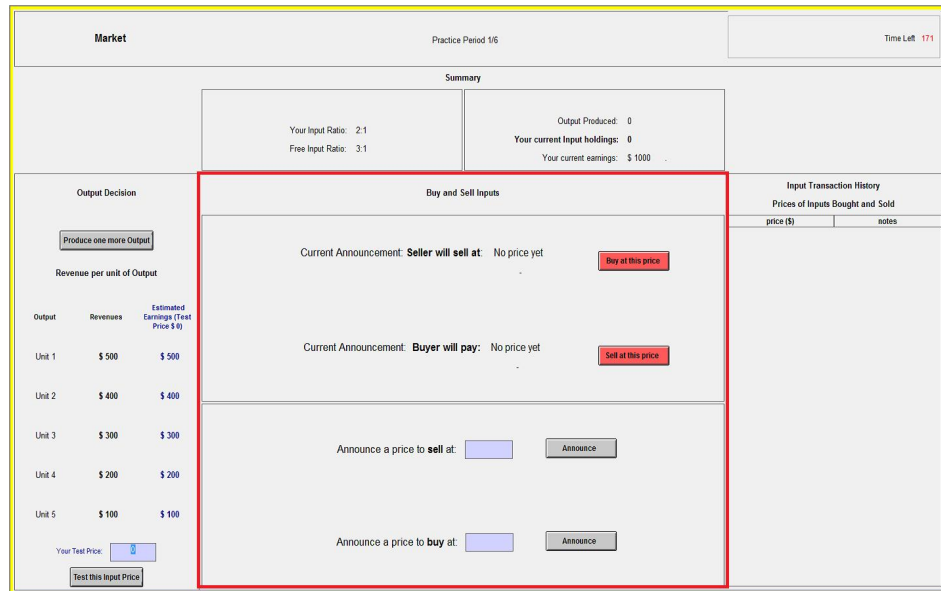 Market
Practice Period 1/6
Time Left 171
Summary
Your Input Ratio: 2:1
Free Input Ratio: 3:1
Output Produced: 0
Your current Input holdings: 0
Your current earnings: $ 1000 .
Output Decision
Produce one more Output
Revenue per unit of Output
Output Revenues Estimated Earnings (Test Price $ 0)
Unit 1 $ 500 $ 500
Unit 2 $ 400 $ 400
Unit 3 $ 300 $ 300
Unit 4 $ 200 $ 200
Unit 5 $ 100 $ 100
Your Test Price: 0
Test this Input Price
Buy and Sell Inputs
Current Announcement: Seller will sell at: No price yet
-
Buy at this price
Current Announcement: Buyer will pay: No price yet
-
Sell at this price
Announce a price to sell at:
Announce
Announce a price to buy at:
Announce
Input Transaction History
Prices of Inputs Bought and Sold
price ($) notes